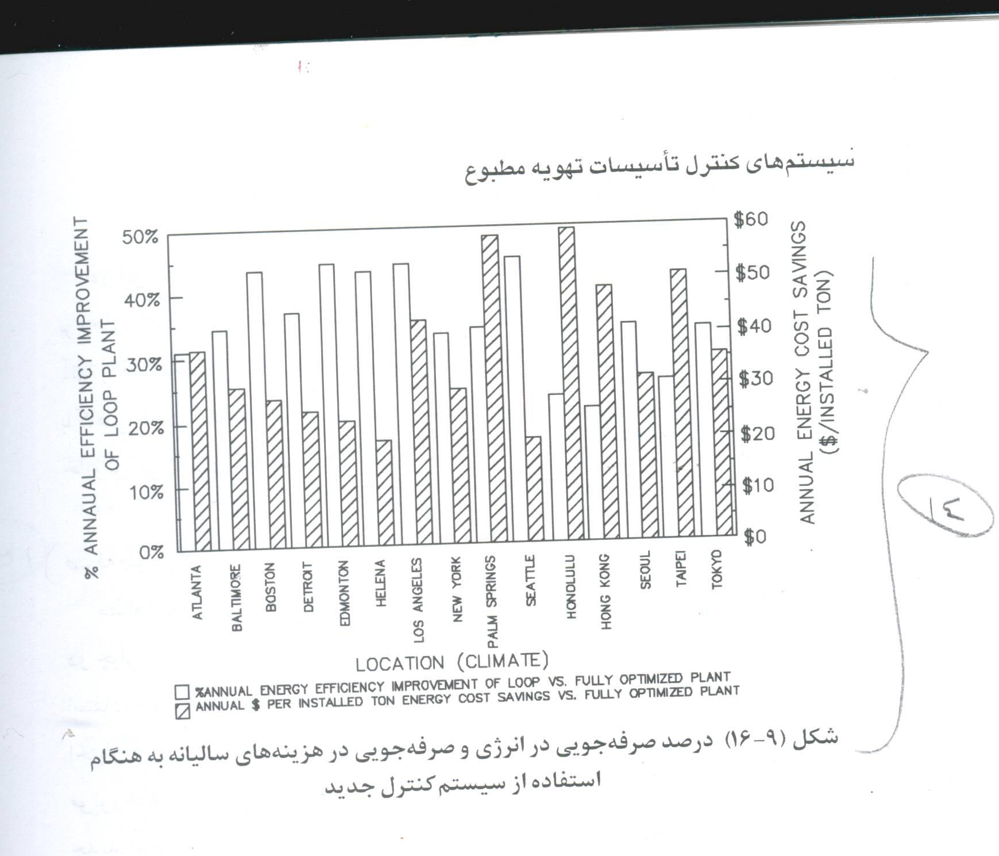 سیستم‌های کنترل تأسیسات تهویه مطبوع
% ANNAUAL EFFICIENCY IMPROVEMENT
OF LOOP PLANT
50%
40%
30%
20%
10%
0%
$60
$50
$40
$30
$20
$10
$0
ANNUAL ENERGY COST SAVINGS
($/INSTALLED TON)
ATLANTA
BALTIMORE
BOSTON
DETROIT
EDMONTON
HELENA
LOS ANGELES
NEW YORK
PALM SPRINGS
SEATTLE
HONOLULU
HONG KONG
SEOUL
TAIPEI
TOKYO
LOCATION (CLIMATE)
%ANNUAL ENERGY EFFICIENCY IMPROVEMENT OF LOOP VS. FULLY OPTIMIZED PLANT
ANNUAL $ PER INSTALLED TON ENERGY COST SAVINGS VS. FULLY OPTIMIZED PLANT
شکل (۹-۱۶) درصد صرفه‌جویی در انرژی و صرفه‌جویی در هزینه‌های سالیانه به هنگام
استفاده از سیستم کنترل جدید